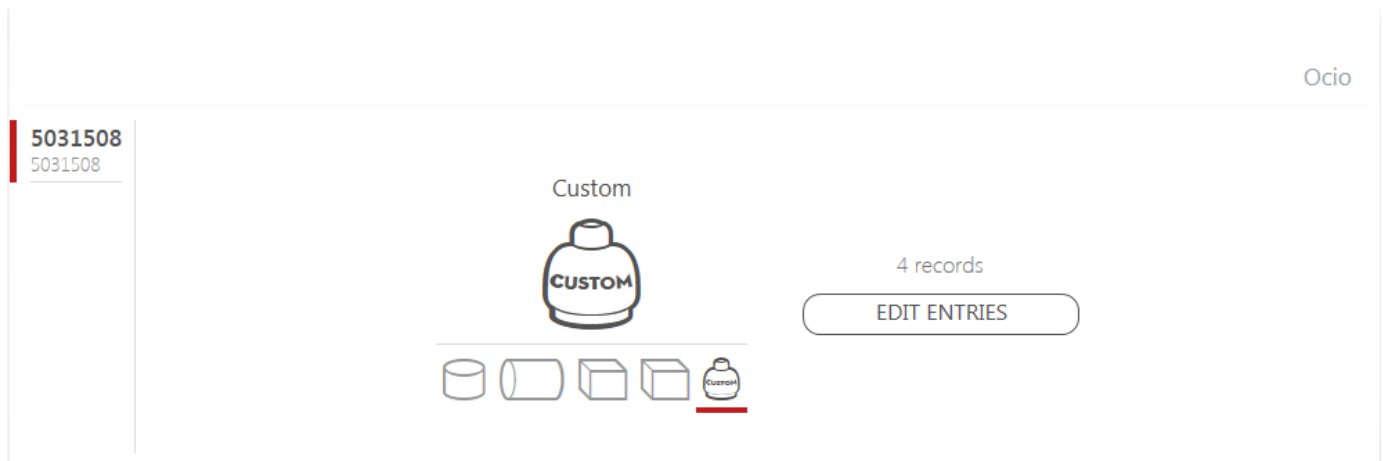 Ocio
5031508
5031508
Custom
CUSTOM
4 records
EDIT ENTRIES
CUSTOM